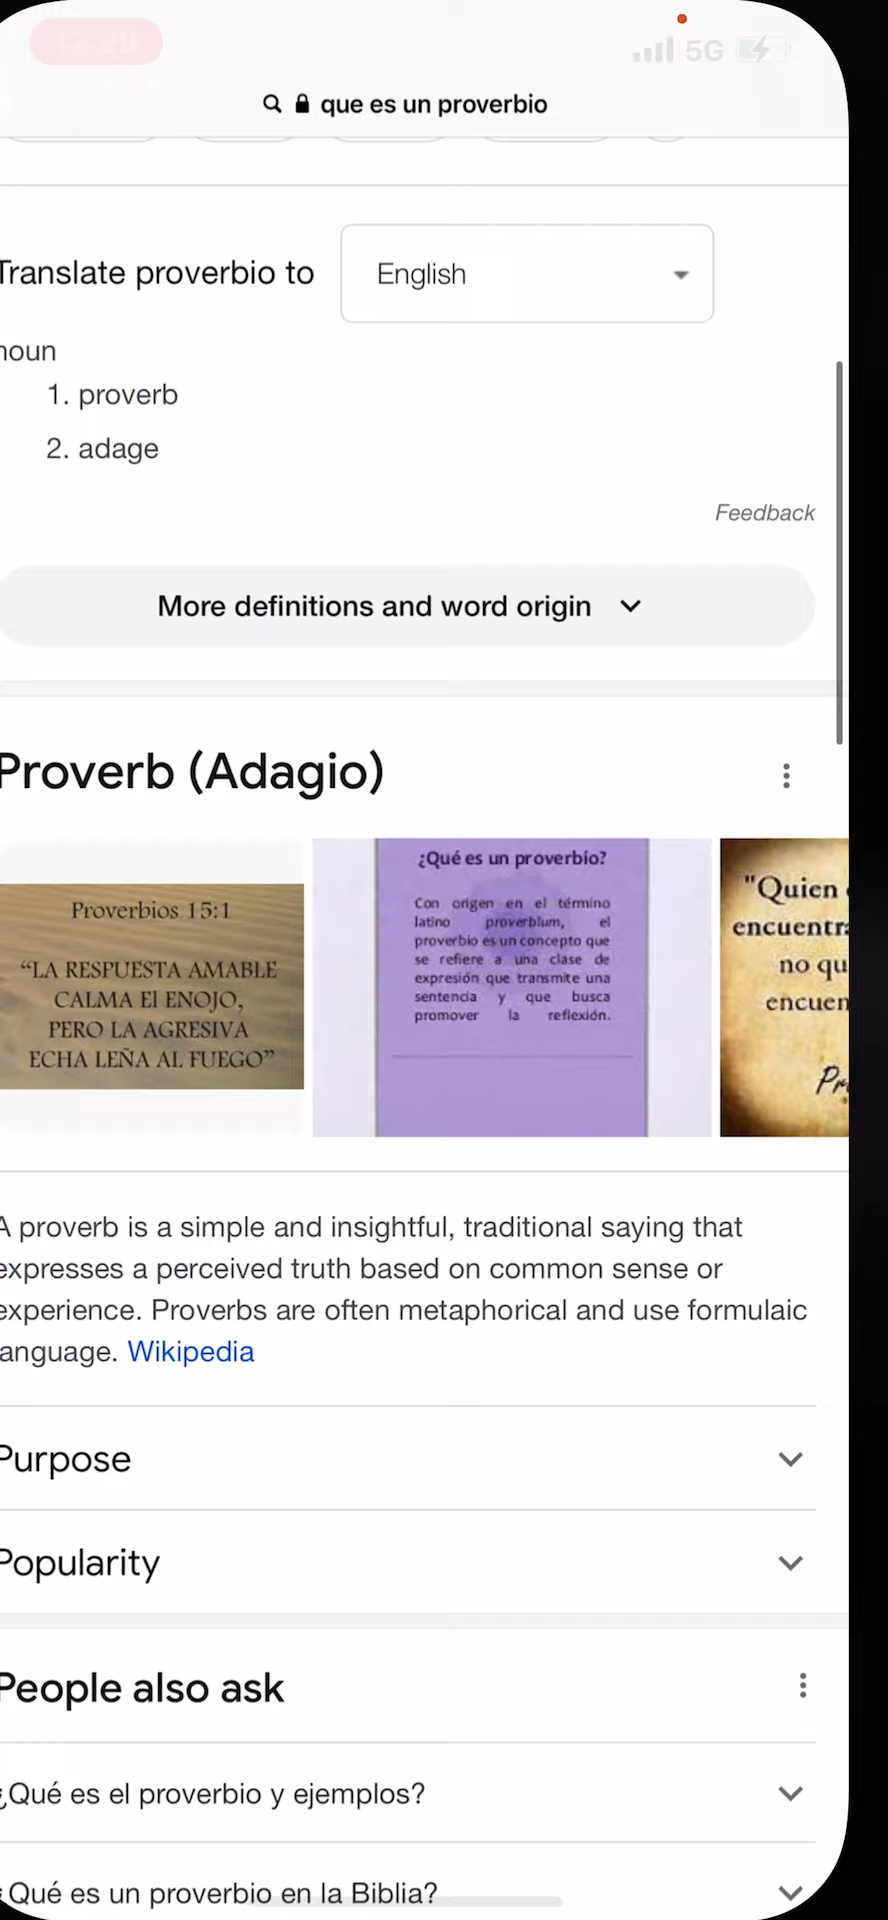 5G
que es un proverbio
Translate proverbio to
English
noun
1. proverb
2. adage
Feedback
More definitions and word origin
Proverb (Adagio)
Proverbios 15:1
“LA RESPUESTA AMABLE
CALMA El ENOJO,
PERO LA AGRESIVA
ECHA LEÑA AL FUEGO”
¿Qué es un proverbio?
Con origen en el término
latino proverbium, el
proverbio es un concepto que
se refiere a una clase de
expresión que transmite una
sentencia y que busca
promover la reflexión.
"Quien
encuentra
no qu
encuen
Pr
A proverb is a simple and insightful, traditional saying that
expresses a perceived truth based on common sense or
experience. Proverbs are often metaphorical and use formulaic
language. Wikipedia
Purpose
Popularity
People also ask
¿Qué es el proverbio y ejemplos?
¿Qué es un proverbio en la Biblia?